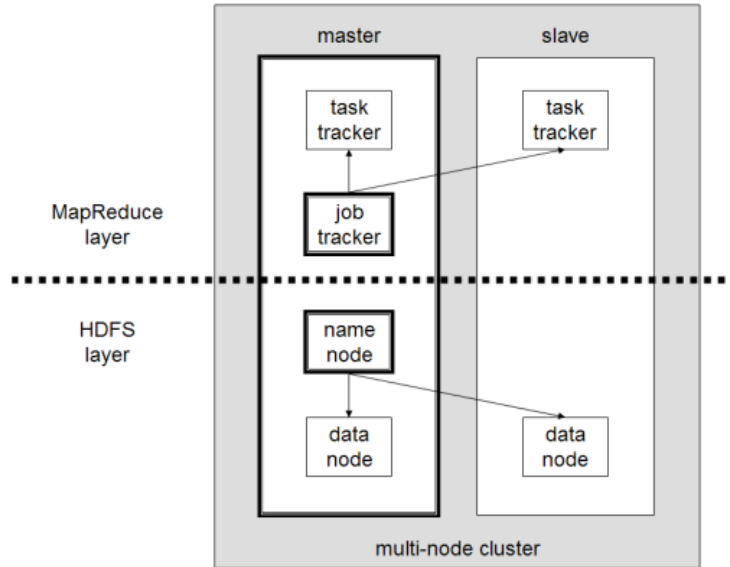 master
slave
task
tracker
task
tracker
MapReduce
layer
job
tracker
HDFS
layer
name
node
data
node
data
node
multi-node cluster